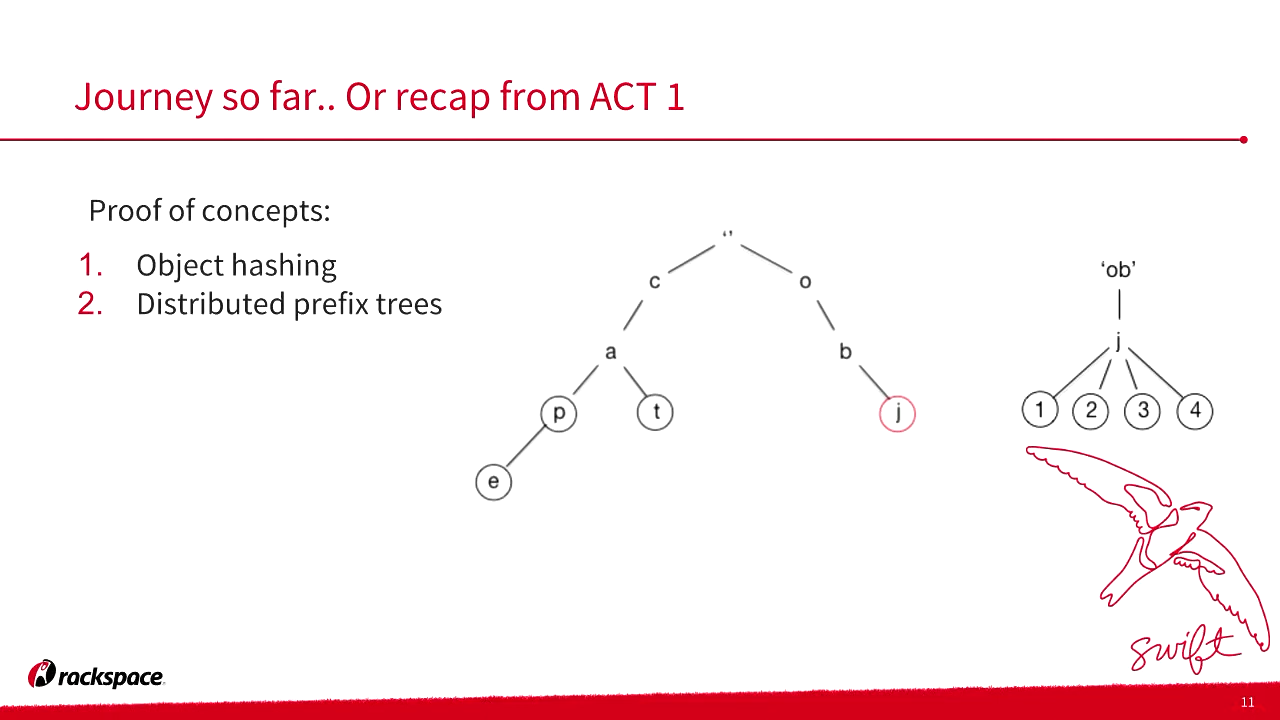 Journey so far.. Or recap from ACT 1
Proof of concepts:
1. Object hashing
2. Distributed prefix trees
‘’
c o
a b
p t j
e
‘ob’
j
1 2 3 4
swift
rackspace
11